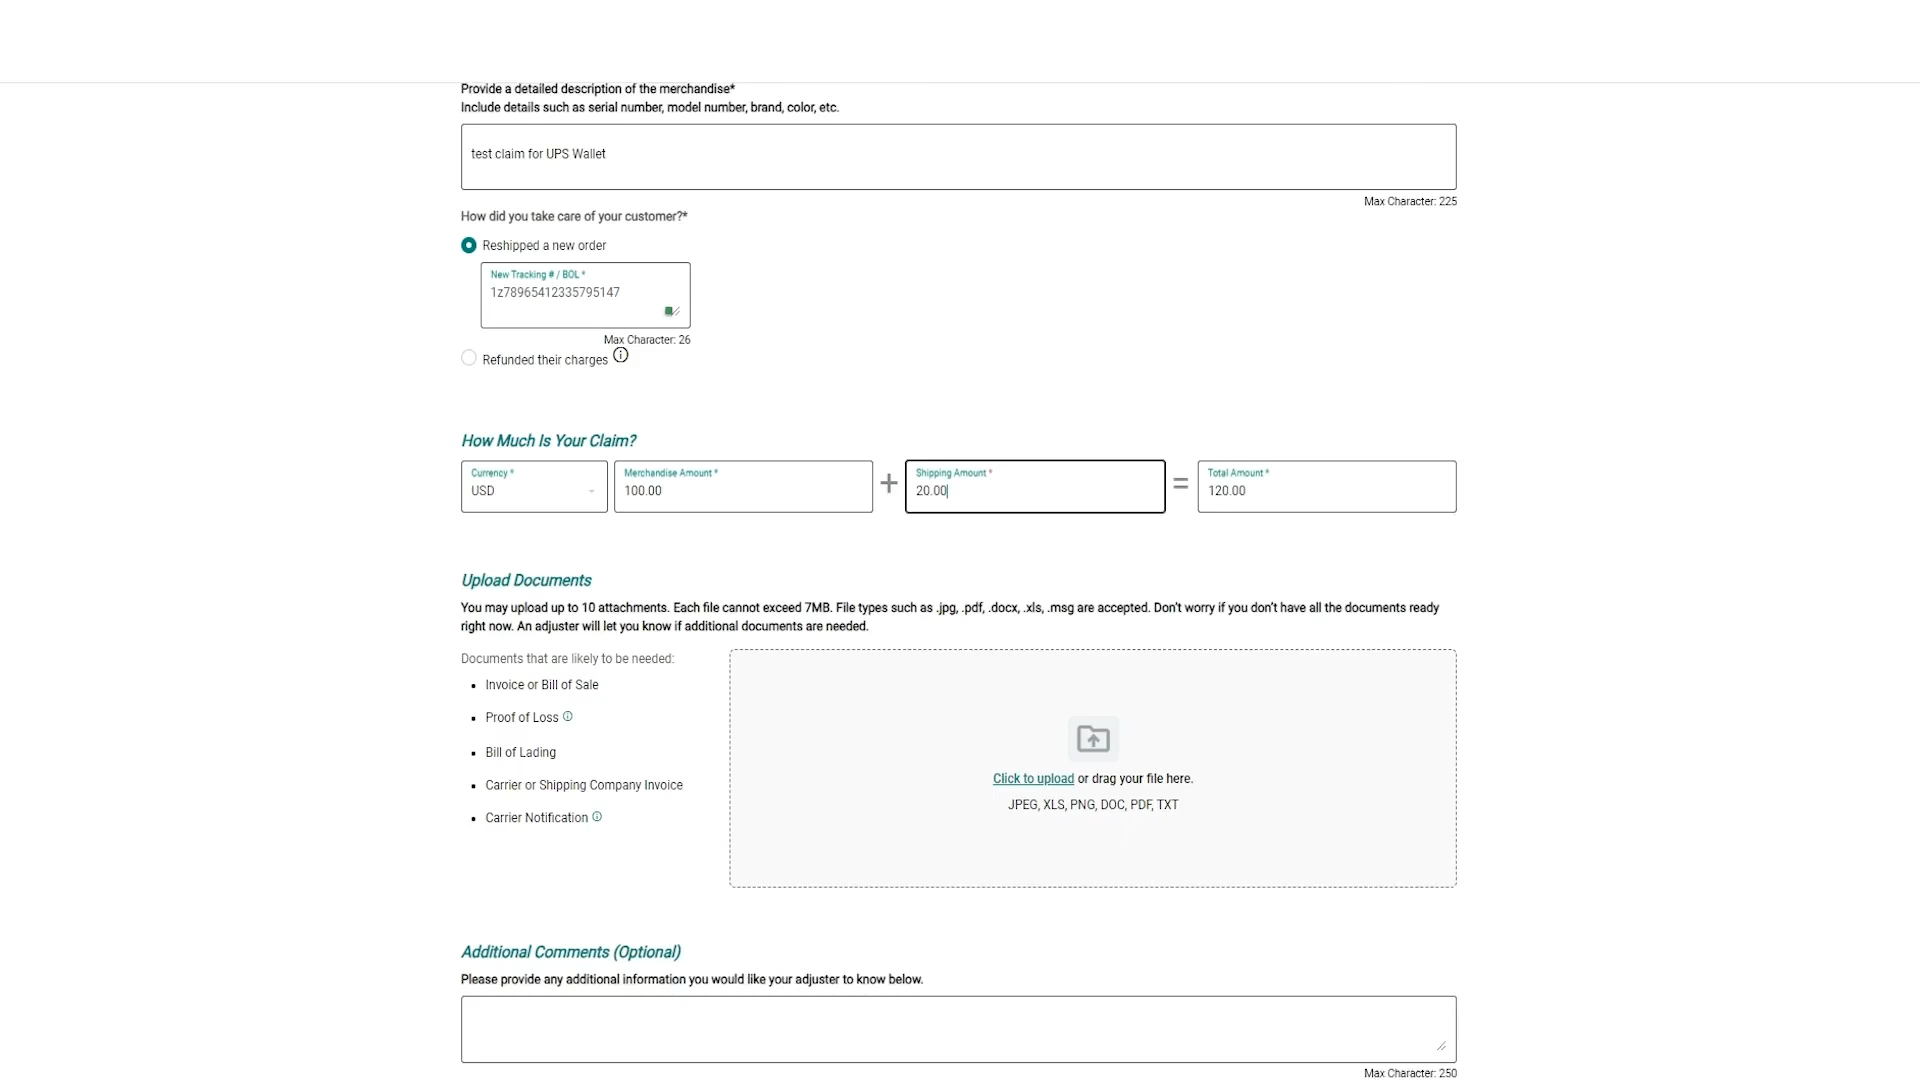 Provide a detailed description of the merchandise*
Include details such as serial number, model number, brand, color, etc.
test claim for UPS Wallet
Max Character: 225
How did you take care of your customer?*
Reshipped a new order
New Tracking # / BOL *
1z78965412335795147
Max Character: 26
Refunded their charges
How Much Is Your Claim?
Currency *
USD
Merchandise Amount *
100.00
+
Shipping Amount *
20.00
=
Total Amount *
120.00
Upload Documents
You may upload up to 10 attachments. Each file cannot exceed 7MB. File types such as .jpg, .pdf, .docx, .xls, .msg are accepted. Don't worry if you don't have all the documents ready
right now. An adjuster will let you know if additional documents are needed.
Documents that are likely to be needed:
• Invoice or Bill of Sale
• Proof of Loss
• Bill of Lading
• Carrier or Shipping Company Invoice
• Carrier Notification
Click to upload or drag your file here.
JPEG, XLS, PNG, DOC, PDF, TXT
Additional Comments (Optional)
Please provide any additional information you would like your adjuster to know below.
Max Character: 250